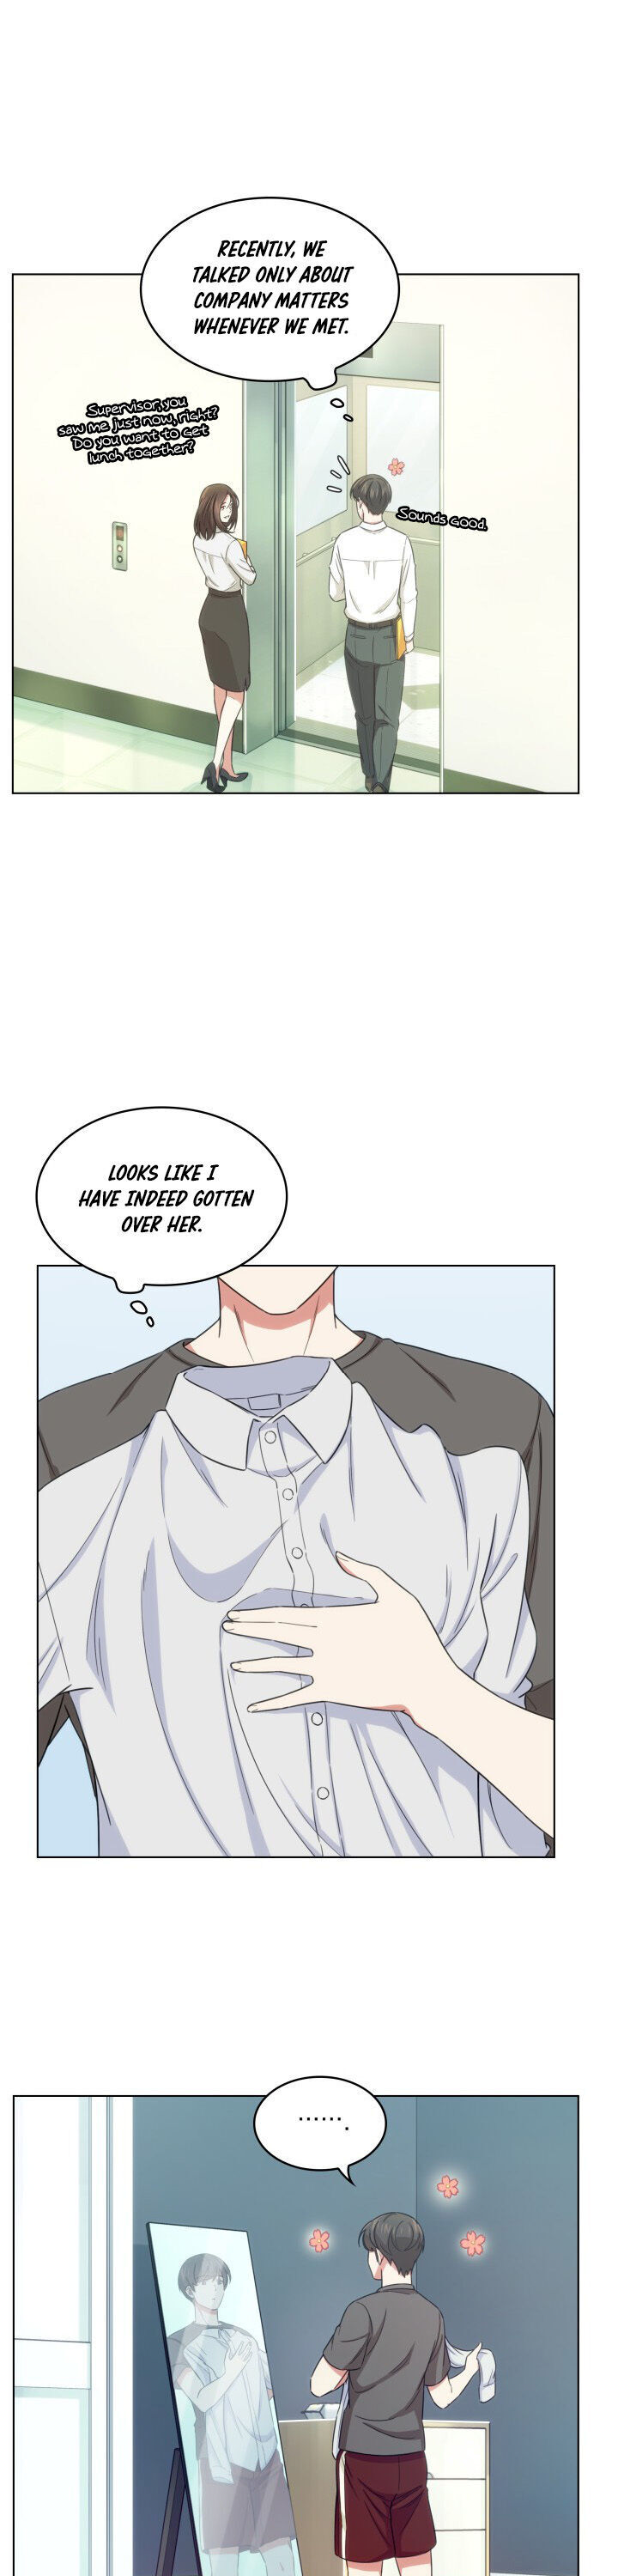 RECENTLY, WE
TALKED ONLY ABOUT
COMPANY MATTERS
WHENEVER WE MET.
Supervisor, you
saw me just now, right?
Do you want to get
lunch together?
Sounds good.
LOOKS LIKE I
HAVE INDEED GOTTEN
OVER HER.
.......